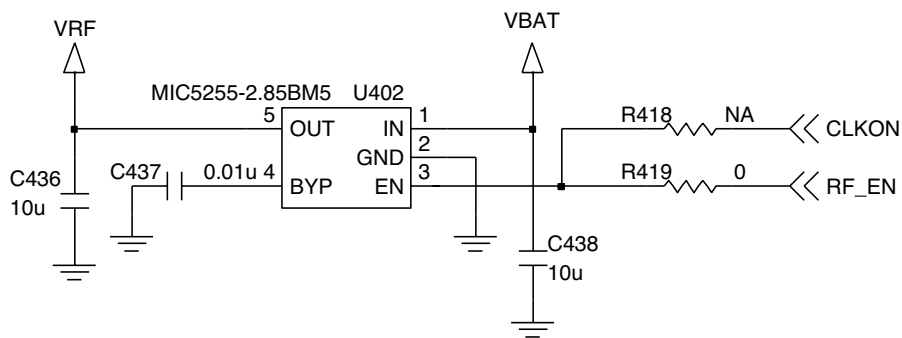 VRF
VBAT
MIC5255-2.85BM5 U402
5 OUT IN 1
GND 2
C437 0.01u 4 BYP EN 3
R418 NA CLKON
R419 0 RF_EN
C436
10u
C438
10u